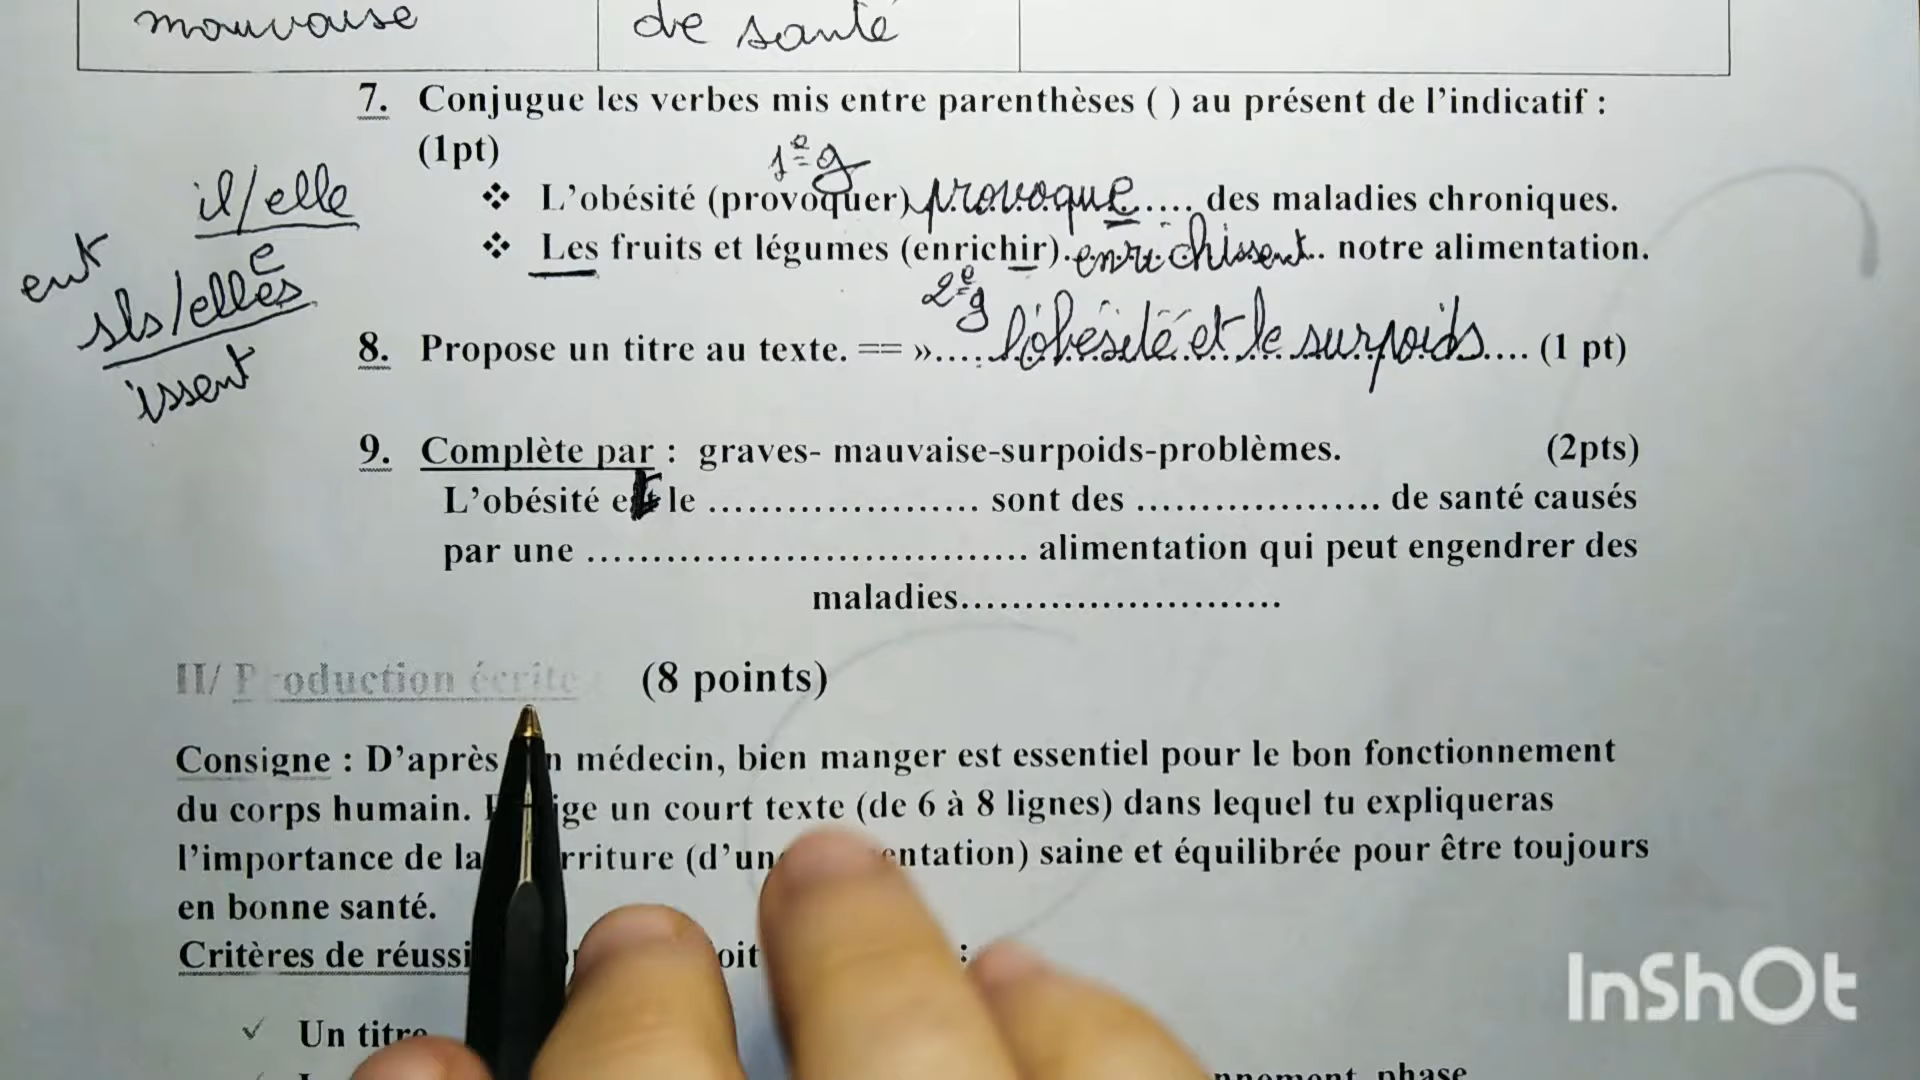 mauvaise de santé
7. Conjugue les verbes mis entre parenthèses ( ) au présent de l'indicatif :
(1pt) 1e g
il/elle
❖ L'obésité (provoquer) provoque..... des maladies chroniques.
ent e
❖ Les fruits et légumes (enrichir).enrichissent.. notre alimentation.
sls/elles 2e g
issent
8. Propose un titre au texte. == ».....l'obésité et le surpoids.... (1 pt)
9. Complète par : graves- mauvaise-surpoids-problèmes. (2pts)
L'obésité et le ..................... sont des ................... de santé causés
par une .................................. alimentation qui peut engendrer des
maladies.........................
II/ Production écrite (8 points)
Consigne : D'après médecin, bien manger est essentiel pour le bon fonctionnement
du corps humain. un court texte (de 6 à 8 lignes) dans lequel tu expliqueras
l'importance de la (d'une saine et équilibrée pour être toujours
en bonne santé.
Critères de :
✓ Un titre
phase
InShOt